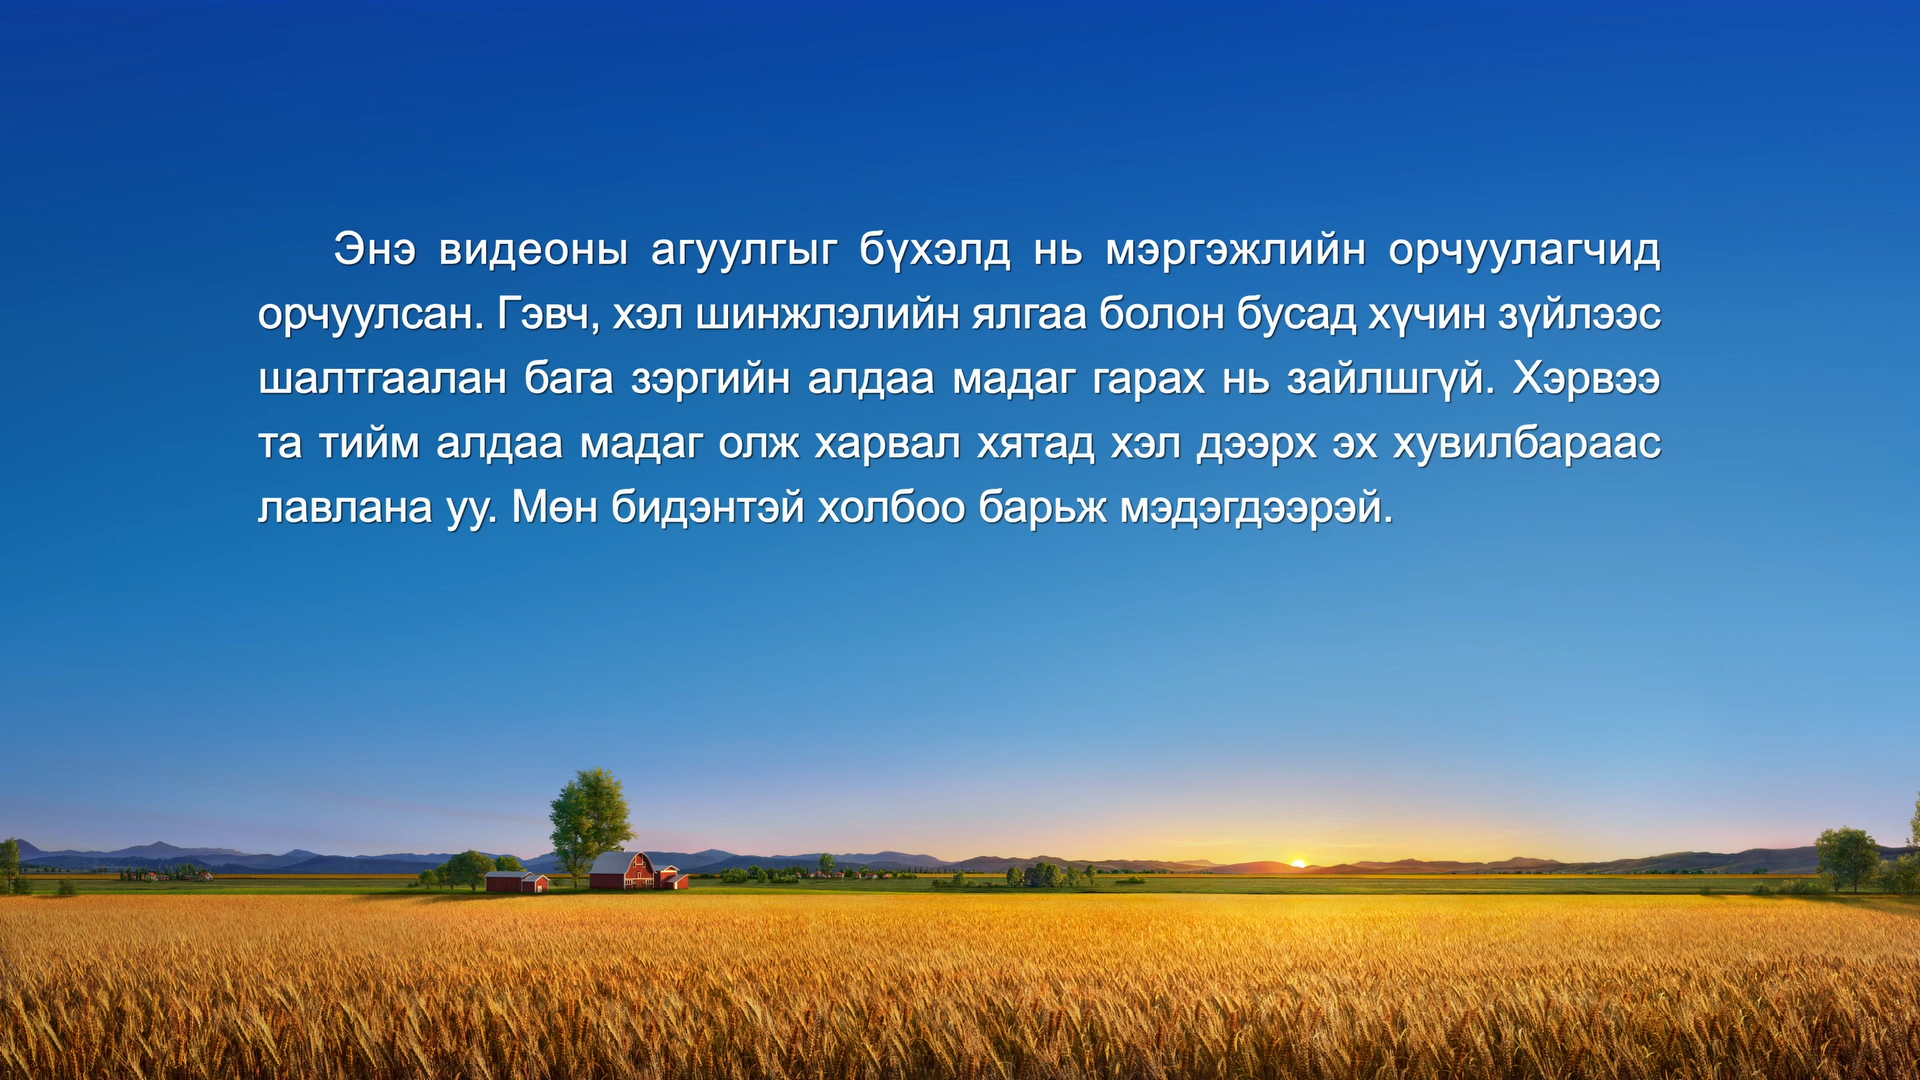 Энэ видеоны агуулгыг бүхэлд нь мэргэжлийн орчуулагчид
орчуулсан. Гэвч, хэл шинжлэлийн ялгаа болон бусад хүчин зүйлээс
шалтгаалан бага зэргийн алдаа мадаг гарах нь зайлшгүй. Хэрвээ
та тийм алдаа мадаг олж харвал хятад хэл дээрх эх хувилбараас
лавлана уу. Мөн бидэнтэй холбоо барьж мэдэгдээрэй.